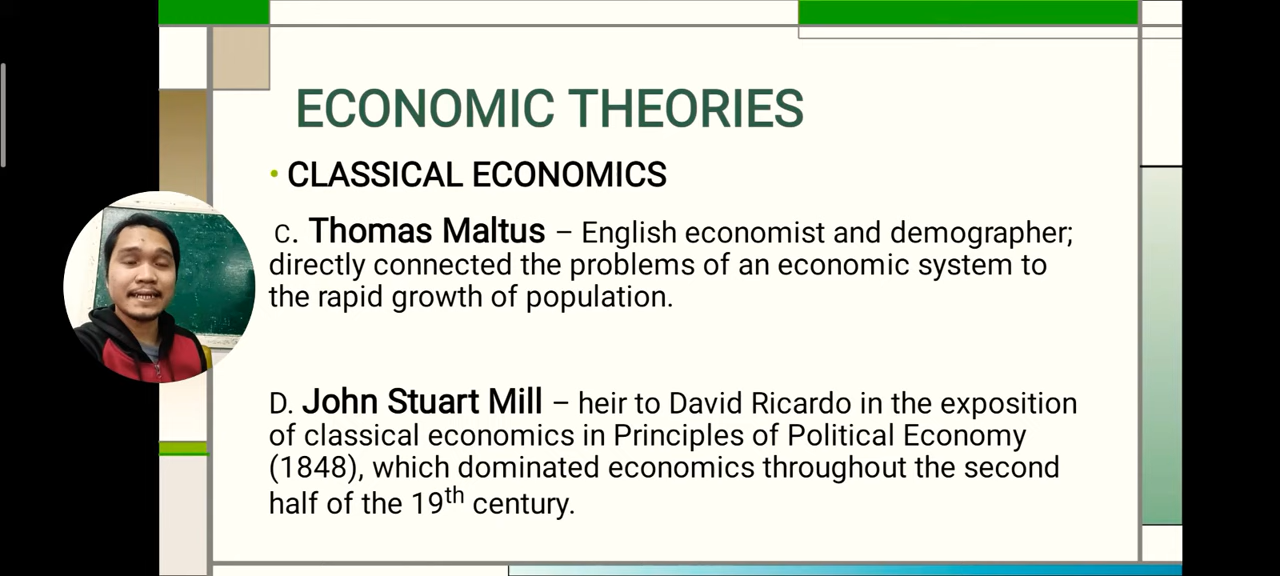 ECONOMIC THEORIES
• CLASSICAL ECONOMICS
C. Thomas Maltus – English economist and demographer;
directly connected the problems of an economic system to
the rapid growth of population.
D. John Stuart Mill – heir to David Ricardo in the exposition
of classical economics in Principles of Political Economy
(1848), which dominated economics throughout the second
half of the 19th century.